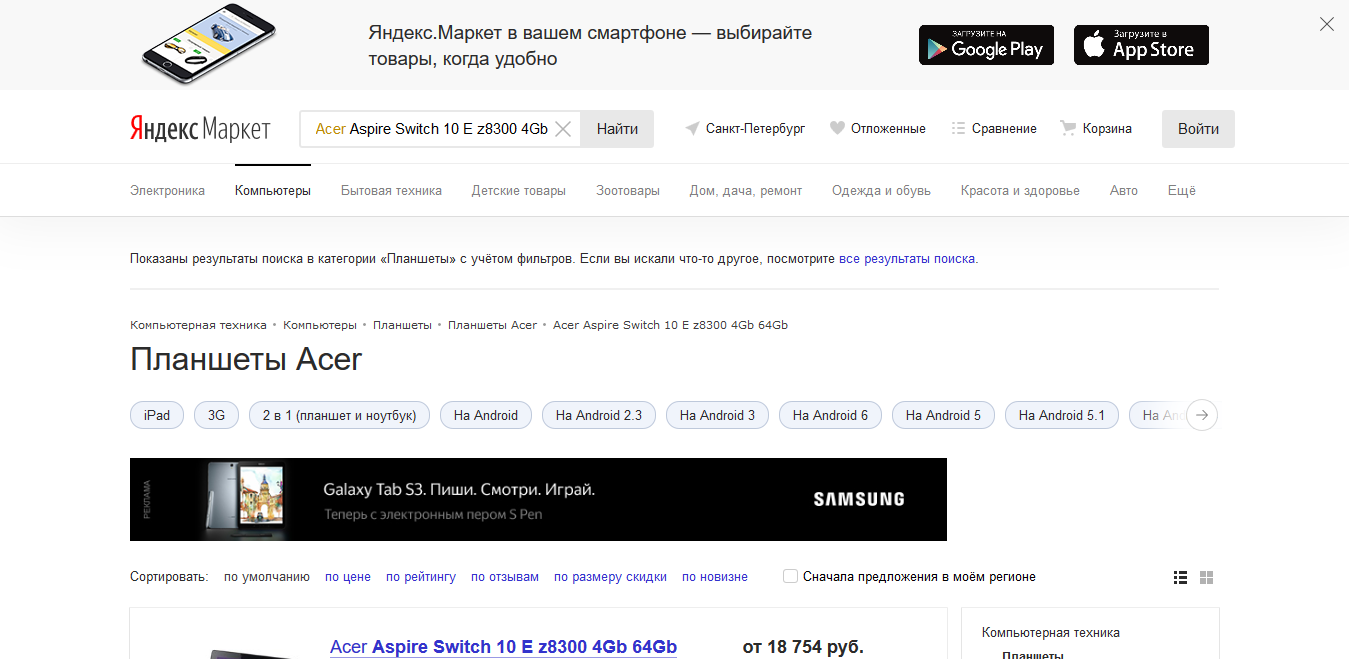 Яндекс.Маркет в вашем смартфоне — выбирайте
товары, когда удобно
ЗАГРУЗИТЕ НА
Google Play
Загрузите в
App Store
Яндекс Маркет
Acer Aspire Switch 10 E z8300 4Gb
Найти
Санкт-Петербург
Отложенные
Сравнение
Корзина
Войти
Электроника
Компьютеры
Бытовая техника
Детские товары
Зоотовары
Дом, дача, ремонт
Одежда и обувь
Красота и здоровье
Авто
Ещё
Показаны результаты поиска в категории «Планшеты» с учётом фильтров. Если вы искали что-то другое, посмотрите все результаты поиска.
Компьютерная техника • Компьютеры • Планшеты • Планшеты Acer • Acer Aspire Switch 10 E z8300 4Gb 64Gb
Планшеты Acer
iPad
3G
2 в 1 (планшет и ноутбук)
На Android
На Android 2.3
На Android 3
На Android 6
На Android 5
На Android 5.1
На And
РЕКЛАМА
Galaxy Tab S3. Пиши. Смотри. Играй.
Теперь с электронным пером S Pen
SAMSUNG
Сортировать: по умолчанию по цене по рейтингу по отзывам по размеру скидки по новизне
Сначала предложения в моём регионе
Acer Aspire Switch 10 E z8300 4Gb 64Gb
от 18 754 руб.
Компьютерная техника
Планшеты